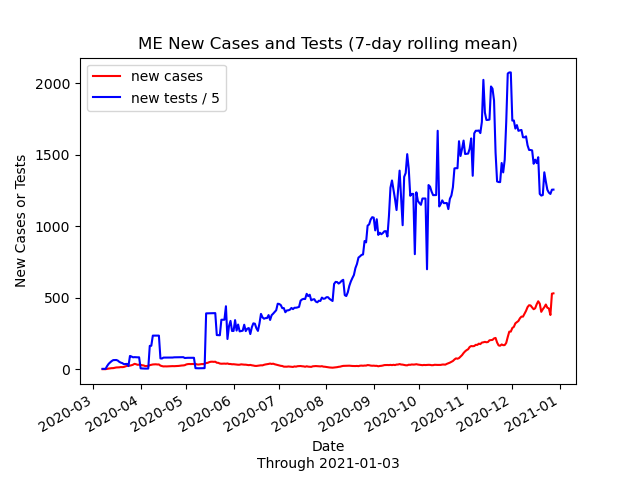 ME New Cases and Tests (7-day rolling mean)
new cases
new tests / 5
New Cases or Tests
2000
1500
1000
500
0
2020-03
2020-04
2020-05
2020-06
2020-07
2020-08
2020-09
2020-10
2020-11
2020-12
2021-01
Date
Through 2021-01-03